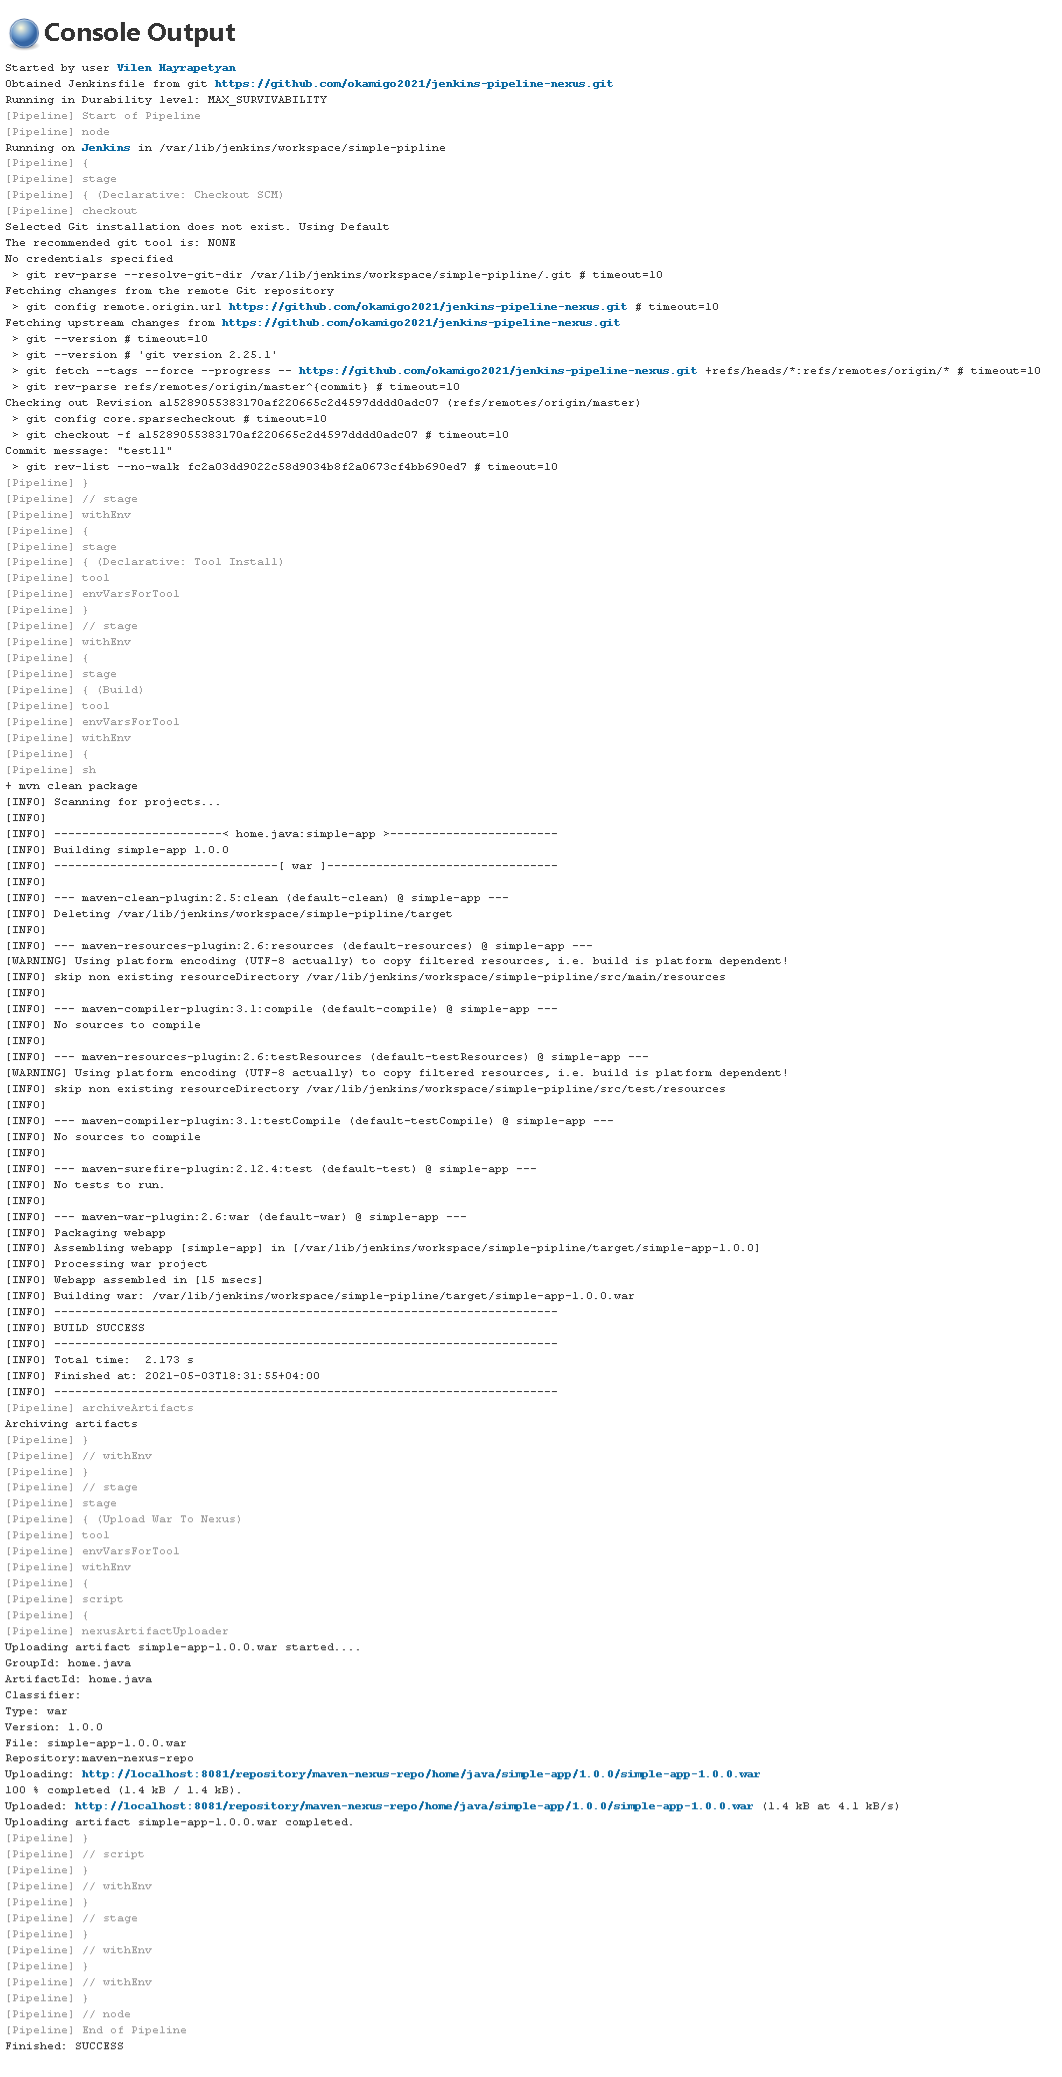 Console Output
Started by user Vilen Hayrapetyan
Obtained Jenkinsfile from git https://github.com/okamigo2021/jenkins-pipeline-nexus.git
Running in Durability level: MAX_SURVIVABILITY
[Pipeline] Start of Pipeline
[Pipeline] node
Running on Jenkins in /var/lib/jenkins/workspace/simple-pipline
[Pipeline] {
[Pipeline] stage
[Pipeline] { (Declarative: Checkout SCM)
[Pipeline] checkout
Selected Git installation does not exist. Using Default
The recommended git tool is: NONE
No credentials specified
 > git rev-parse --resolve-git-dir /var/lib/jenkins/workspace/simple-pipline/.git # timeout=10
Fetching changes from the remote Git repository
 > git config remote.origin.url https://github.com/okamigo2021/jenkins-pipeline-nexus.git # timeout=10
Fetching upstream changes from https://github.com/okamigo2021/jenkins-pipeline-nexus.git
 > git --version # timeout=10
 > git --version # 'git version 2.25.1'
 > git fetch --tags --force --progress -- https://github.com/okamigo2021/jenkins-pipeline-nexus.git +refs/heads/*:refs/remotes/origin/* # timeout=10
 > git rev-parse refs/remotes/origin/master^{commit} # timeout=10
Checking out Revision a15289055383170af220665c2d4597dddd0adc07 (refs/remotes/origin/master)
 > git config core.sparsecheckout # timeout=10
 > git checkout -f a15289055383170af220665c2d4597dddd0adc07 # timeout=10
Commit message: "test11"
 > git rev-list --no-walk fc2a03dd9022c58d9034b8f2a0673cf4bb690ed7 # timeout=10
[Pipeline] }
[Pipeline] // stage
[Pipeline] withEnv
[Pipeline] {
[Pipeline] stage
[Pipeline] { (Declarative: Tool Install)
[Pipeline] tool
[Pipeline] envVarsForTool
[Pipeline] }
[Pipeline] // stage
[Pipeline] withEnv
[Pipeline] {
[Pipeline] stage
[Pipeline] { (Build)
[Pipeline] tool
[Pipeline] envVarsForTool
[Pipeline] withEnv
[Pipeline] {
[Pipeline] sh
+ mvn clean package
[INFO] Scanning for projects...
[INFO]
[INFO] ------------------------< home.java:simple-app >------------------------
[INFO] Building simple-app 1.0.0
[INFO] --------------------------------[ war ]---------------------------------
[INFO]
[INFO] --- maven-clean-plugin:2.5:clean (default-clean) @ simple-app ---
[INFO] Deleting /var/lib/jenkins/workspace/simple-pipline/target
[INFO]
[INFO] --- maven-resources-plugin:2.6:resources (default-resources) @ simple-app ---
[WARNING] Using platform encoding (UTF-8 actually) to copy filtered resources, i.e. build is platform dependent!
[INFO] skip non existing resourceDirectory /var/lib/jenkins/workspace/simple-pipline/src/main/resources
[INFO]
[INFO] --- maven-compiler-plugin:3.1:compile (default-compile) @ simple-app ---
[INFO] No sources to compile
[INFO]
[INFO] --- maven-resources-plugin:2.6:testResources (default-testResources) @ simple-app ---
[WARNING] Using platform encoding (UTF-8 actually) to copy filtered resources, i.e. build is platform dependent!
[INFO] skip non existing resourceDirectory /var/lib/jenkins/workspace/simple-pipline/src/test/resources
[INFO]
[INFO] --- maven-compiler-plugin:3.1:testCompile (default-testCompile) @ simple-app ---
[INFO] No sources to compile
[INFO]
[INFO] --- maven-surefire-plugin:2.12.4:test (default-test) @ simple-app ---
[INFO] No tests to run.
[INFO]
[INFO] --- maven-war-plugin:2.6:war (default-war) @ simple-app ---
[INFO] Packaging webapp
[INFO] Assembling webapp [simple-app] in [/var/lib/jenkins/workspace/simple-pipline/target/simple-app-1.0.0]
[INFO] Processing war project
[INFO] Webapp assembled in [15 msecs]
[INFO] Building war: /var/lib/jenkins/workspace/simple-pipline/target/simple-app-1.0.0.war
[INFO] ------------------------------------------------------------------------
[INFO] BUILD SUCCESS
[INFO] ------------------------------------------------------------------------
[INFO] Total time:  2.173 s
[INFO] Finished at: 2021-05-03T18:31:55+04:00
[INFO] ------------------------------------------------------------------------
[Pipeline] archiveArtifacts
Archiving artifacts
[Pipeline] }
[Pipeline] // withEnv
[Pipeline] }
[Pipeline] // stage
[Pipeline] stage
[Pipeline] { (Upload War To Nexus)
[Pipeline] tool
[Pipeline] envVarsForTool
[Pipeline] withEnv
[Pipeline] {
[Pipeline] script
[Pipeline] {
[Pipeline] nexusArtifactUploader
Uploading artifact simple-app-1.0.0.war started....
GroupId: home.java
ArtifactId: home.java
Classifier:
Type: war
Version: 1.0.0
File: simple-app-1.0.0.war
Repository:maven-nexus-repo
Uploading: http://localhost:8081/repository/maven-nexus-repo/home/java/simple-app/1.0.0/simple-app-1.0.0.war
100 % completed (1.4 kB / 1.4 kB).
Uploaded: http://localhost:8081/repository/maven-nexus-repo/home/java/simple-app/1.0.0/simple-app-1.0.0.war (1.4 kB at 4.1 kB/s)
Uploading artifact simple-app-1.0.0.war completed.
[Pipeline] }
[Pipeline] // script
[Pipeline] }
[Pipeline] // withEnv
[Pipeline] }
[Pipeline] // stage
[Pipeline] }
[Pipeline] // withEnv
[Pipeline] }
[Pipeline] // withEnv
[Pipeline] }
[Pipeline] // node
[Pipeline] End of Pipeline
Finished: SUCCESS